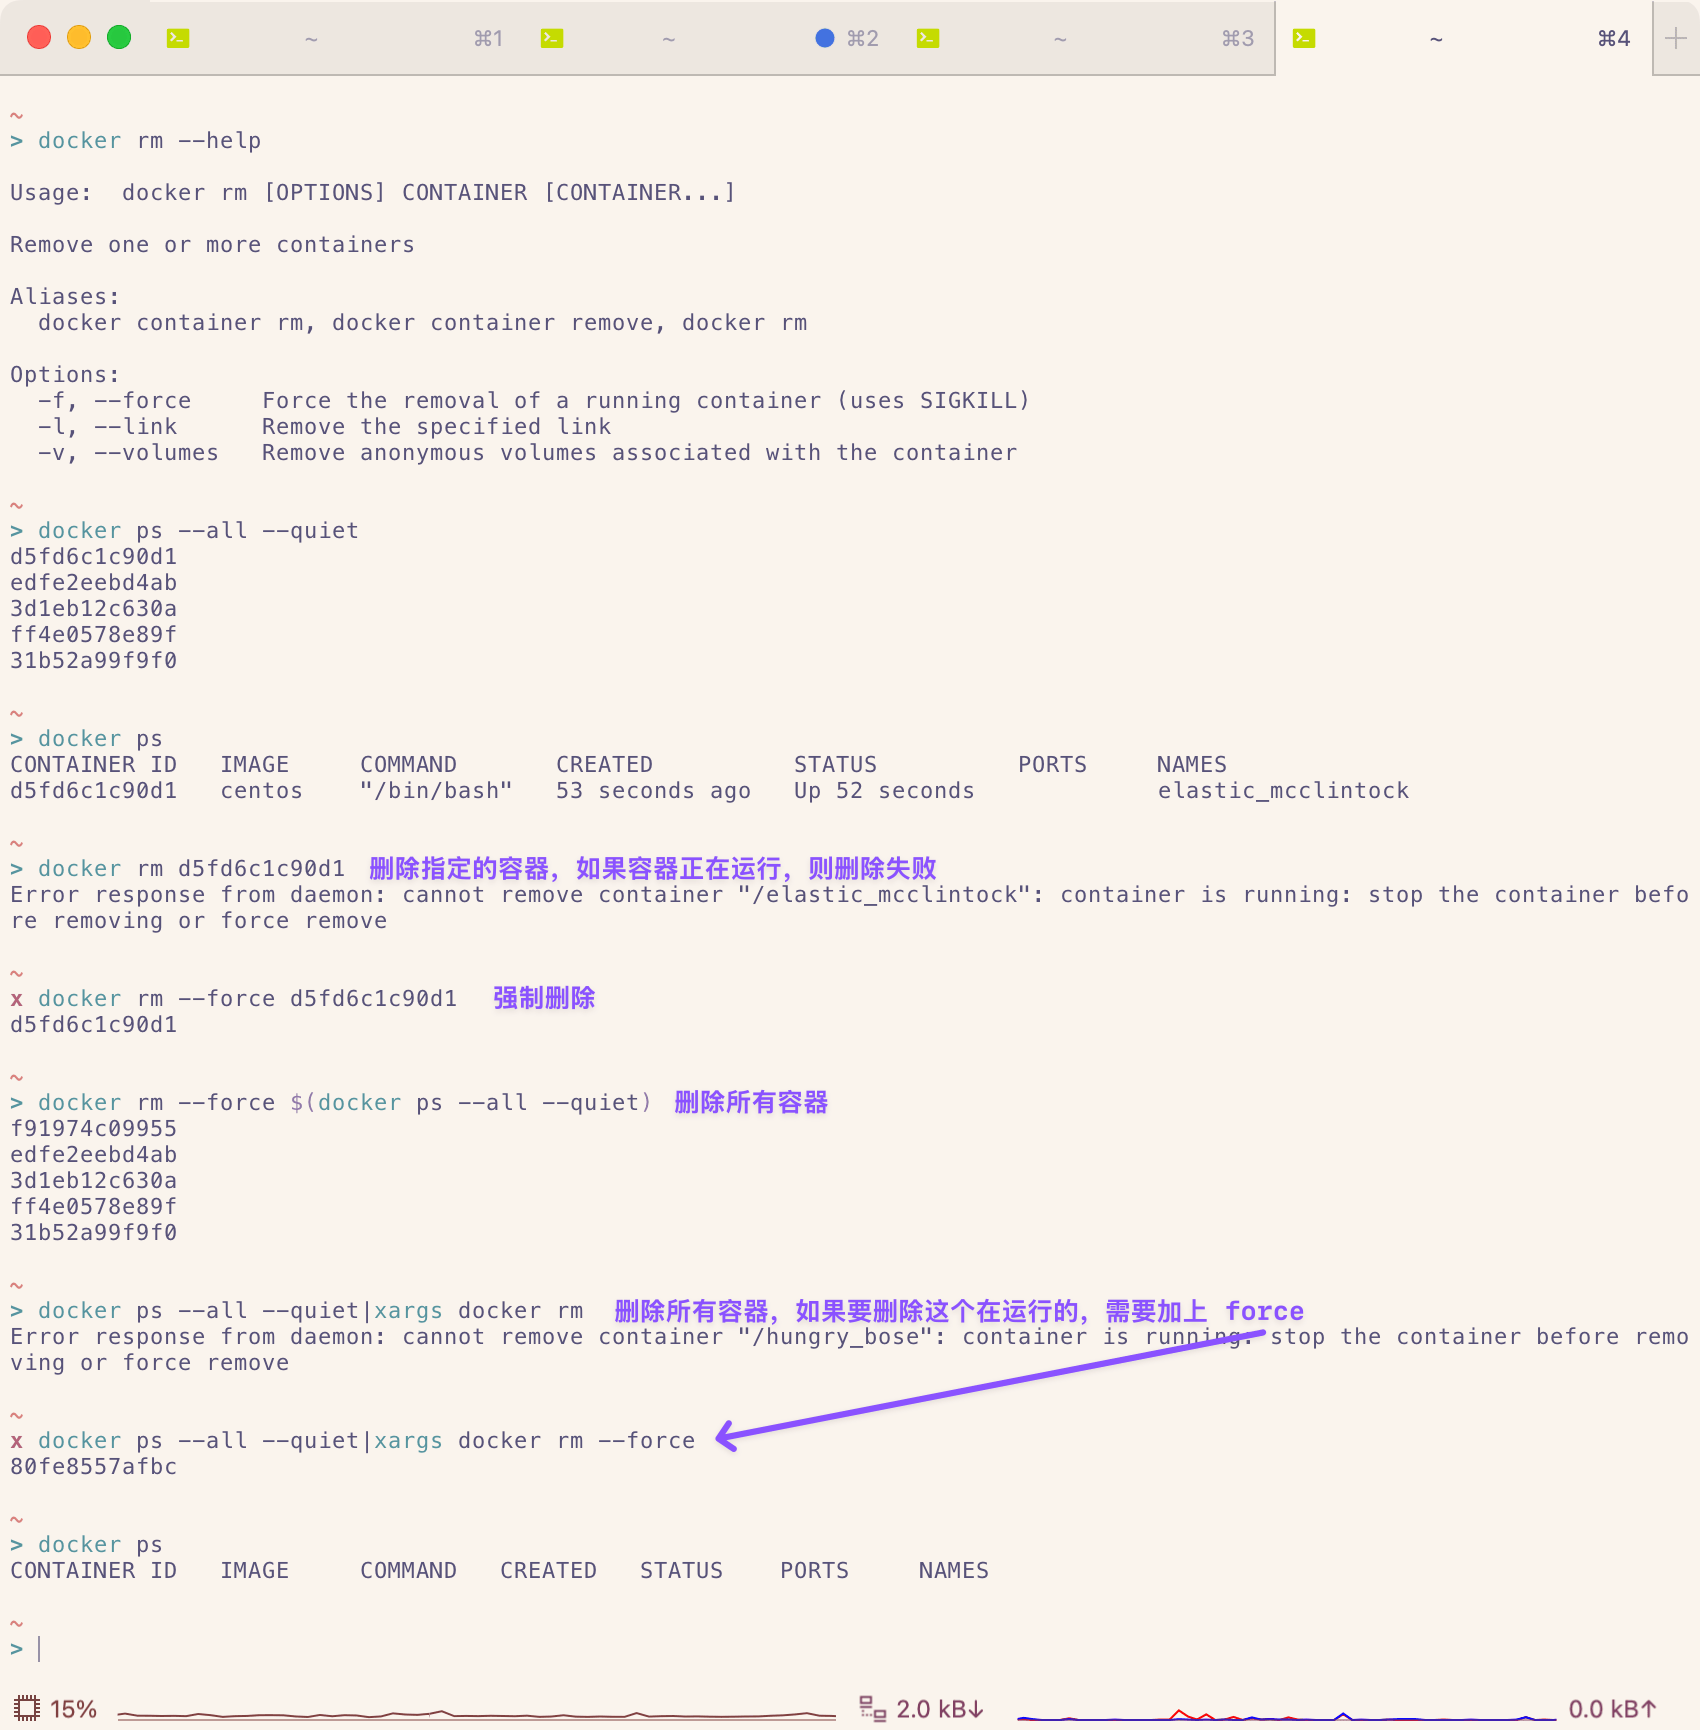 ~ ⌘1 ~ ⌘2 ~ ⌘3 ~ ⌘4
~
> docker rm --help
Usage:  docker rm [OPTIONS] CONTAINER [CONTAINER...]
Remove one or more containers
Aliases:
  docker container rm, docker container remove, docker rm
Options:
  -f, --force     Force the removal of a running container (uses SIGKILL)
  -l, --link      Remove the specified link
  -v, --volumes   Remove anonymous volumes associated with the container
~
> docker ps --all --quiet
d5fd6c1c90d1
edfe2eebd4ab
3d1eb12c630a
ff4e0578e89f
31b52a99f9f0
~
> docker ps
CONTAINER ID   IMAGE     COMMAND       CREATED          STATUS          PORTS     NAMES
d5fd6c1c90d1   centos    "/bin/bash"   53 seconds ago   Up 52 seconds             elastic_mcclintock
~
> docker rm d5fd6c1c90d1 删除指定的容器，如果容器正在运行，则删除失败
Error response from daemon: cannot remove container "/elastic_mcclintock": container is running: stop the container befo
re removing or force remove
~
x docker rm --force d5fd6c1c90d1 强制删除
d5fd6c1c90d1
~
> docker rm --force $(docker ps --all --quiet) 删除所有容器
f91974c09955
edfe2eebd4ab
3d1eb12c630a
ff4e0578e89f
31b52a99f9f0
~
> docker ps --all --quiet|xargs docker rm 删除所有容器，如果要删除这个在运行的，需要加上 force
Error response from daemon: cannot remove container "/hungry_bose": container is running: stop the container before remo
ving or force remove
~
x docker ps --all --quiet|xargs docker rm --force
80fe8557afbc
~
> docker ps
CONTAINER ID   IMAGE     COMMAND   CREATED   STATUS    PORTS     NAMES
~
>
15% 2.0 kB↓ 0.0 kB↑